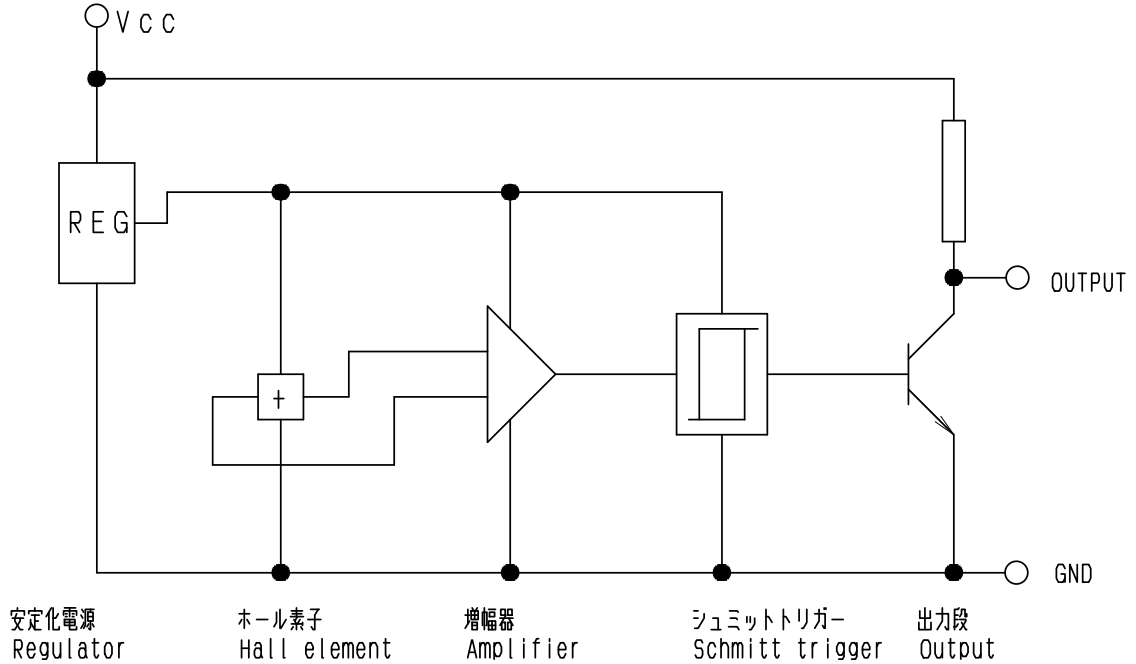 Vcc
REG
OUTPUT
GND
安定化電源 ホール素子 増幅器 シュミットトリガー 出力段
Regulator Hall element Amplifier Schmitt trigger Output